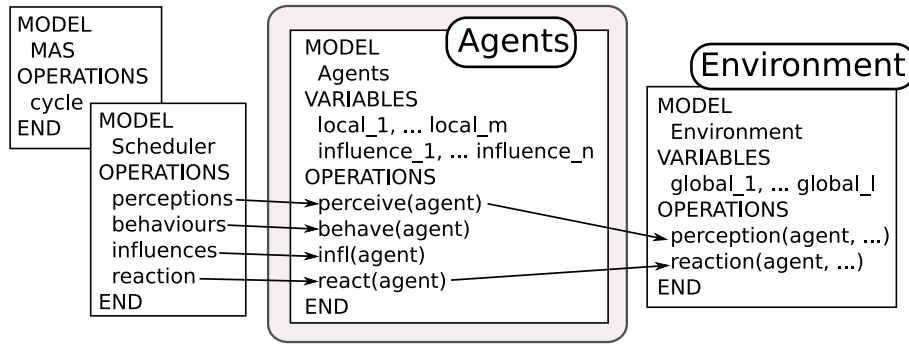 MODEL
MAS
OPERATIONS
cycle
END
MODEL
Scheduler
OPERATIONS
perceptions
behaviours
influences
reaction
END
Agents
MODEL
Agents
VARIABLES
local_1, ... local_m
influence_1, ... influence_n
OPERATIONS
perceive(agent)
behave(agent)
infl(agent)
react(agent)
END
Environment
MODEL
Environment
VARIABLES
global_1, ... global_l
OPERATIONS
perception(agent, ...)
reaction(agent, ...)
END